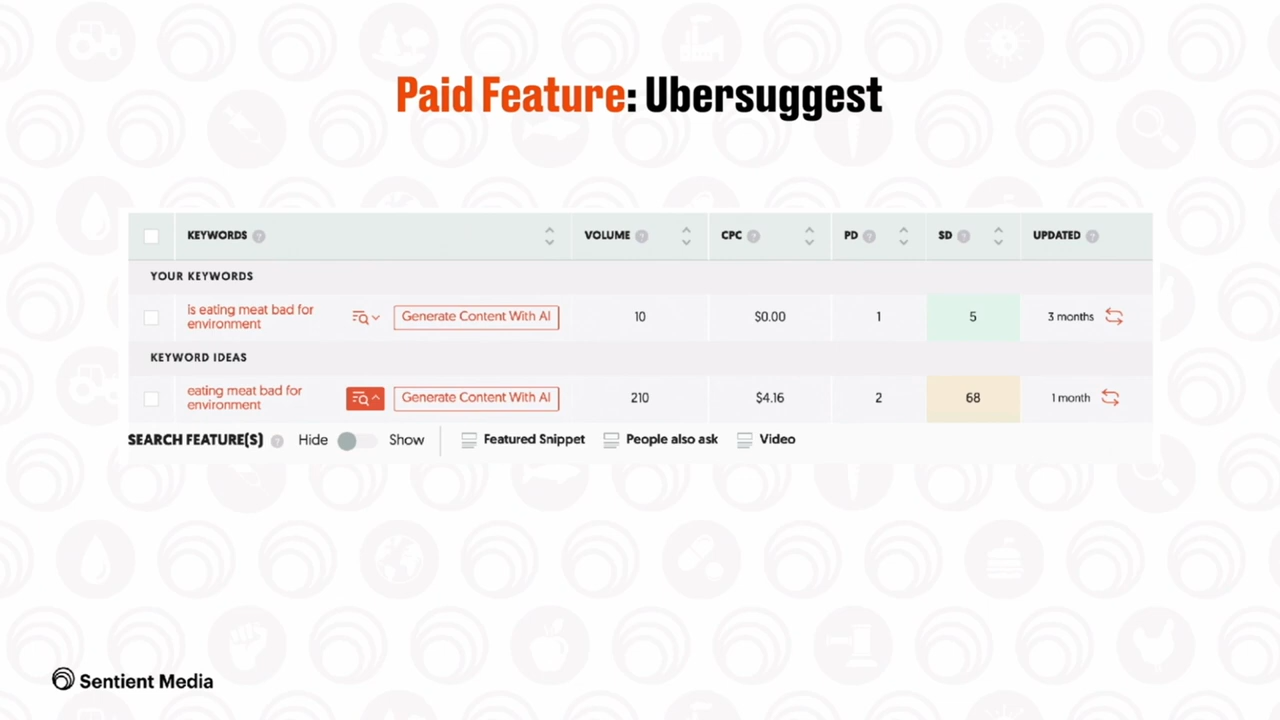 Paid Feature: Ubersuggest
KEYWORDS ? VOLUME ? CPC ? PD ? SD ? UPDATED ?
YOUR KEYWORDS
is eating meat bad for
environment
Generate Content With AI 10 $0.00 1 5 3 months
KEYWORD IDEAS
eating meat bad for
environment
Generate Content With AI 210 $4.16 2 68 1 month
SEARCH FEATURE(S) ? Hide Show Featured Snippet People also ask Video
Sentient Media